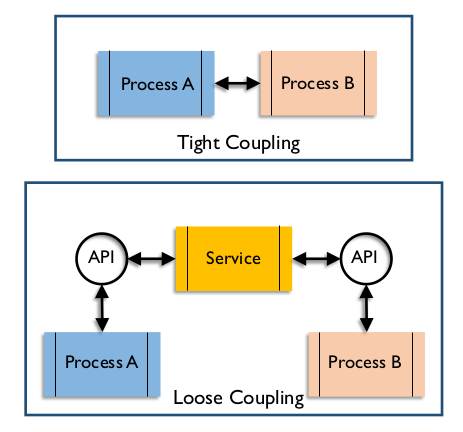 Process A
Process B
Tight Coupling
API
Service
API
Process A
Process B
Loose Coupling